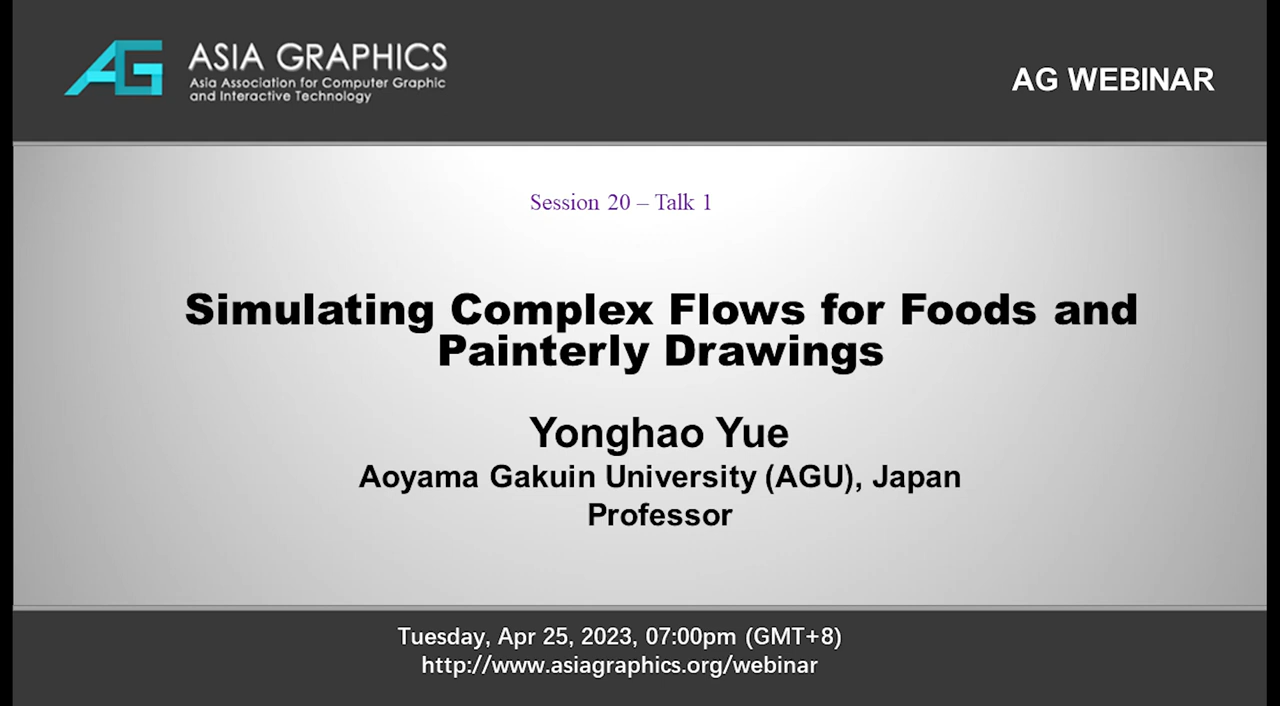 AG
ASIA GRAPHICS
Asia Association for Computer Graphic
and Interactive Technology
AG WEBINAR
Session 20 – Talk 1
Simulating Complex Flows for Foods and
Painterly Drawings
Yonghao Yue
Aoyama Gakuin University (AGU), Japan
Professor
Tuesday, Apr 25, 2023, 07:00pm (GMT+8)
http://www.asiagraphics.org/webinar